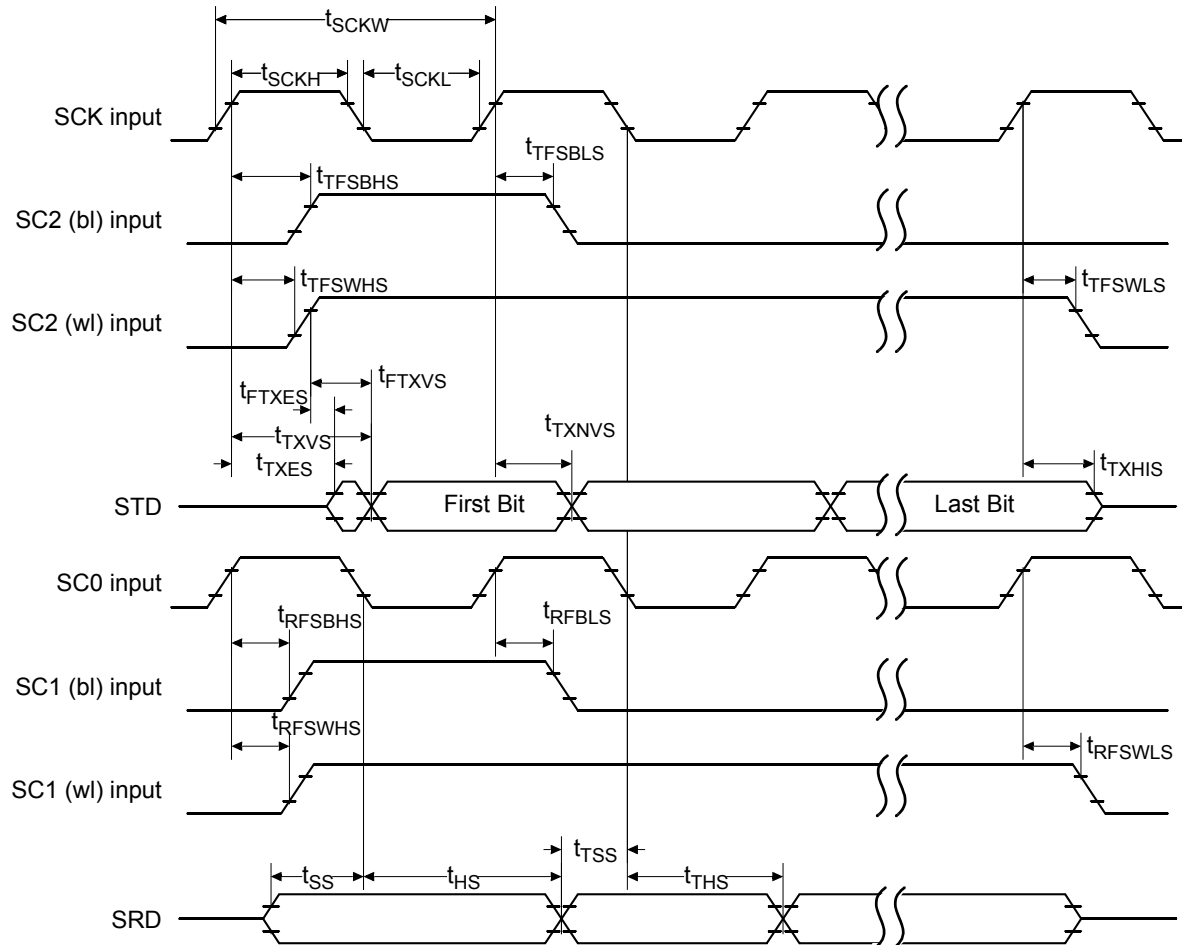 tSCKW
tSCKH
tSCKL
SCK input
tTFSBHS
tTFSBLS
SC2 (bl) input
tTFSWHS
tTFSWLS
SC2 (wl) input
tFTXES
tFTXVS
tTXVS
tTXNVS
tTXES
tTXHIS
STD
First Bit
Last Bit
SC0 input
tRFSBHS
tRFBLS
SC1 (bl) input
tRFSWHS
tRFSWLS
SC1 (wl) input
tTSS
tSS
tHS
tTHS
SRD